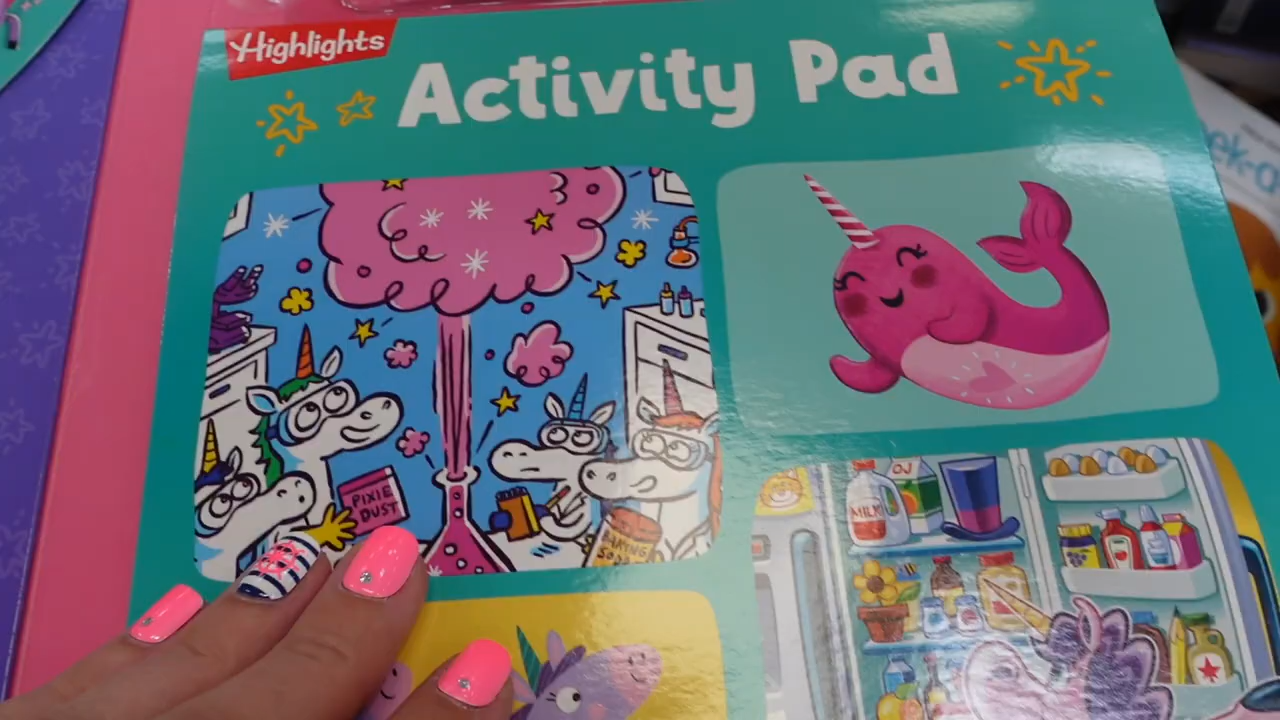 Highlights
Activity Pad
PIXIE
DUST
BAKING
SODA
OJ
MILK